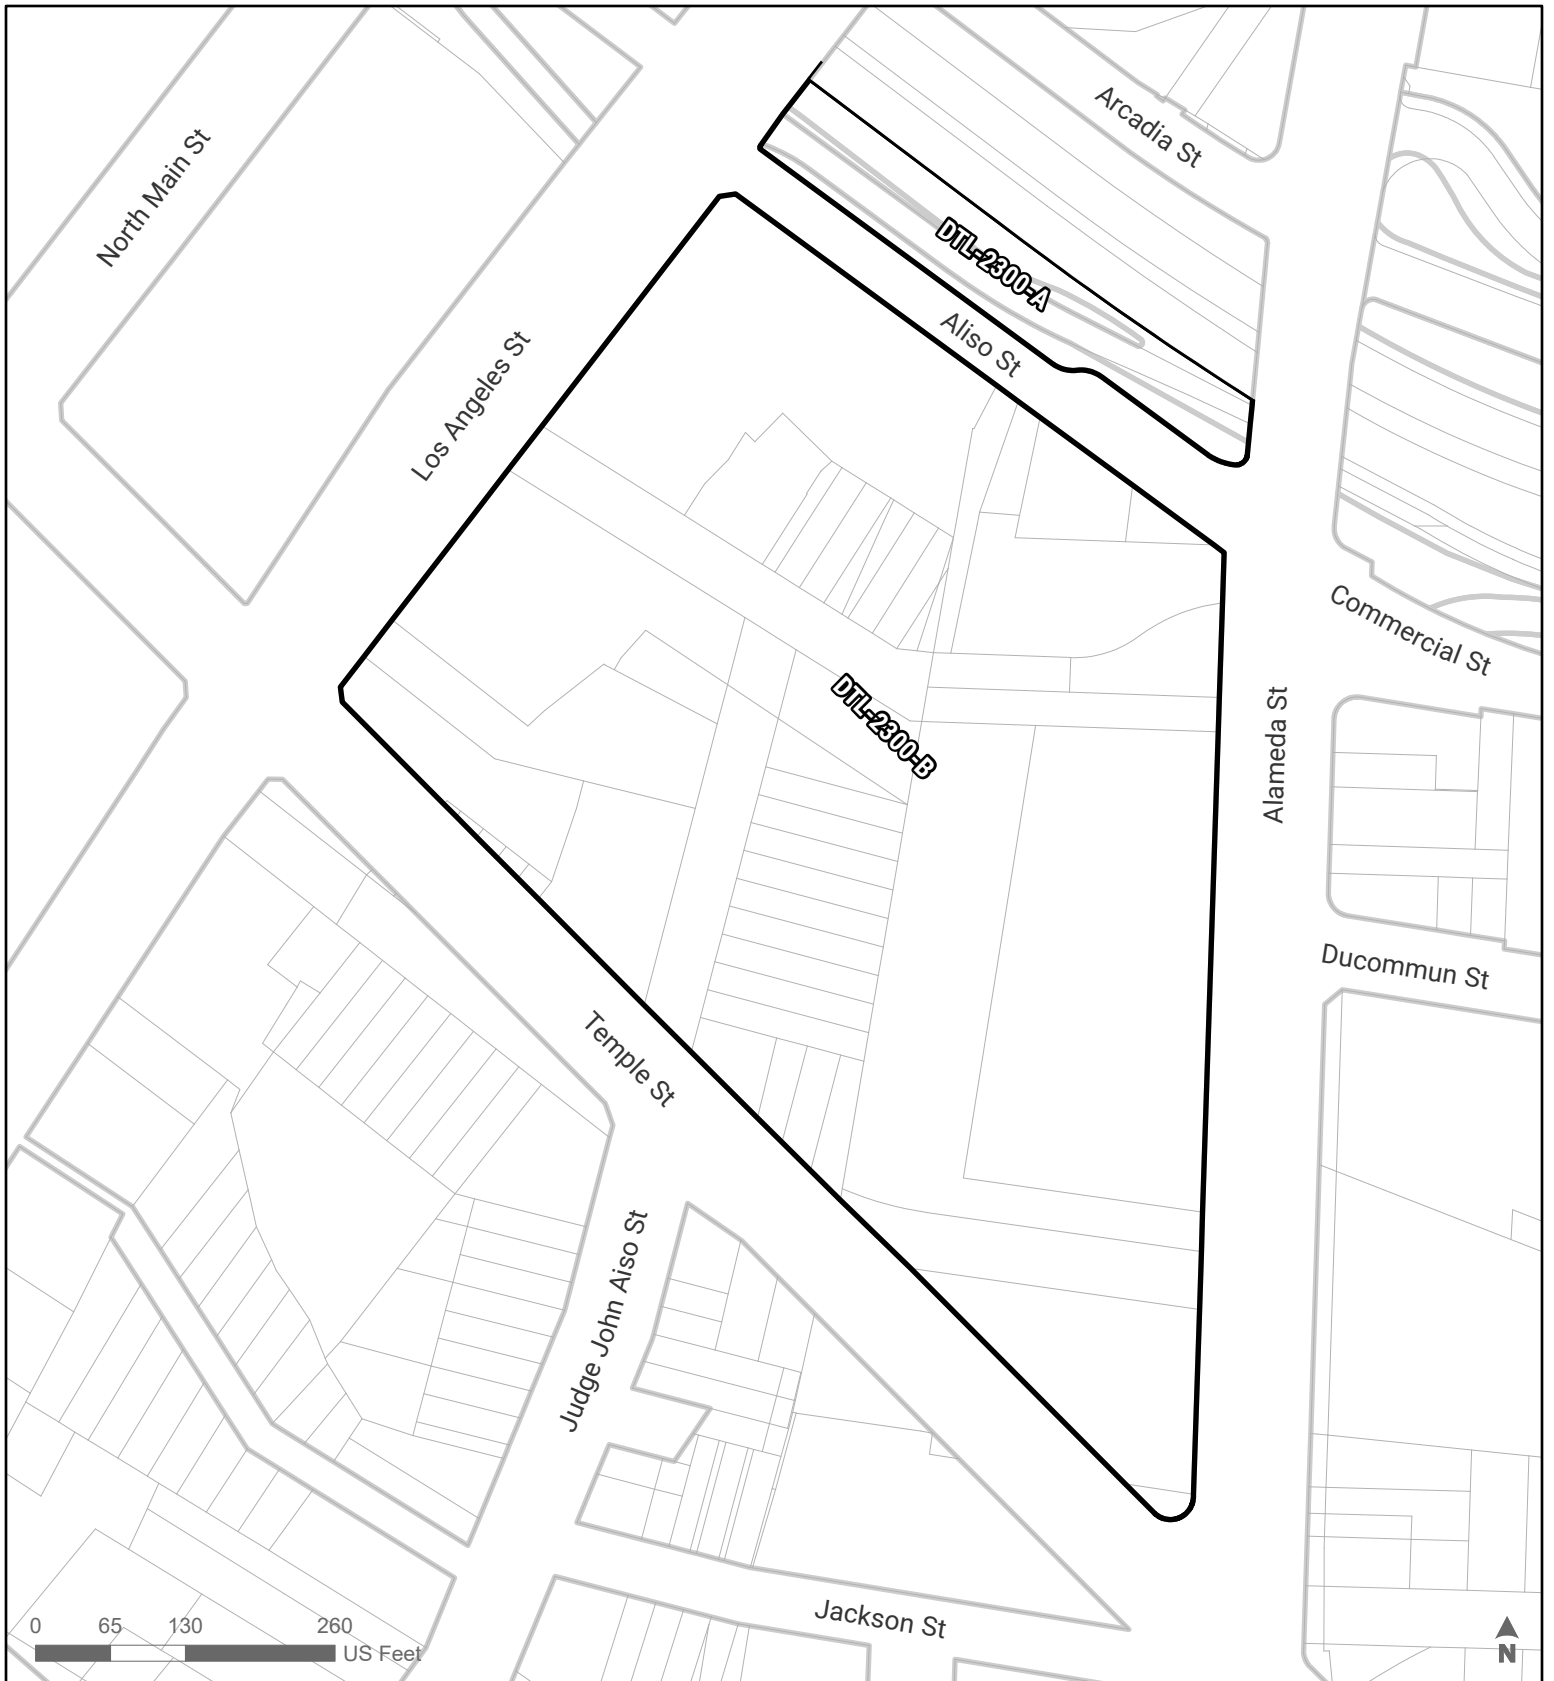 Arcadia St
North Main St
DTL-2300-A
Aliso St
Los Angeles St
Commercial St
DTL-2300-B
Alameda St
Ducommun St
Temple St
Judge John Aiso St
Jackson St
0 65 130 260
US Feet
N